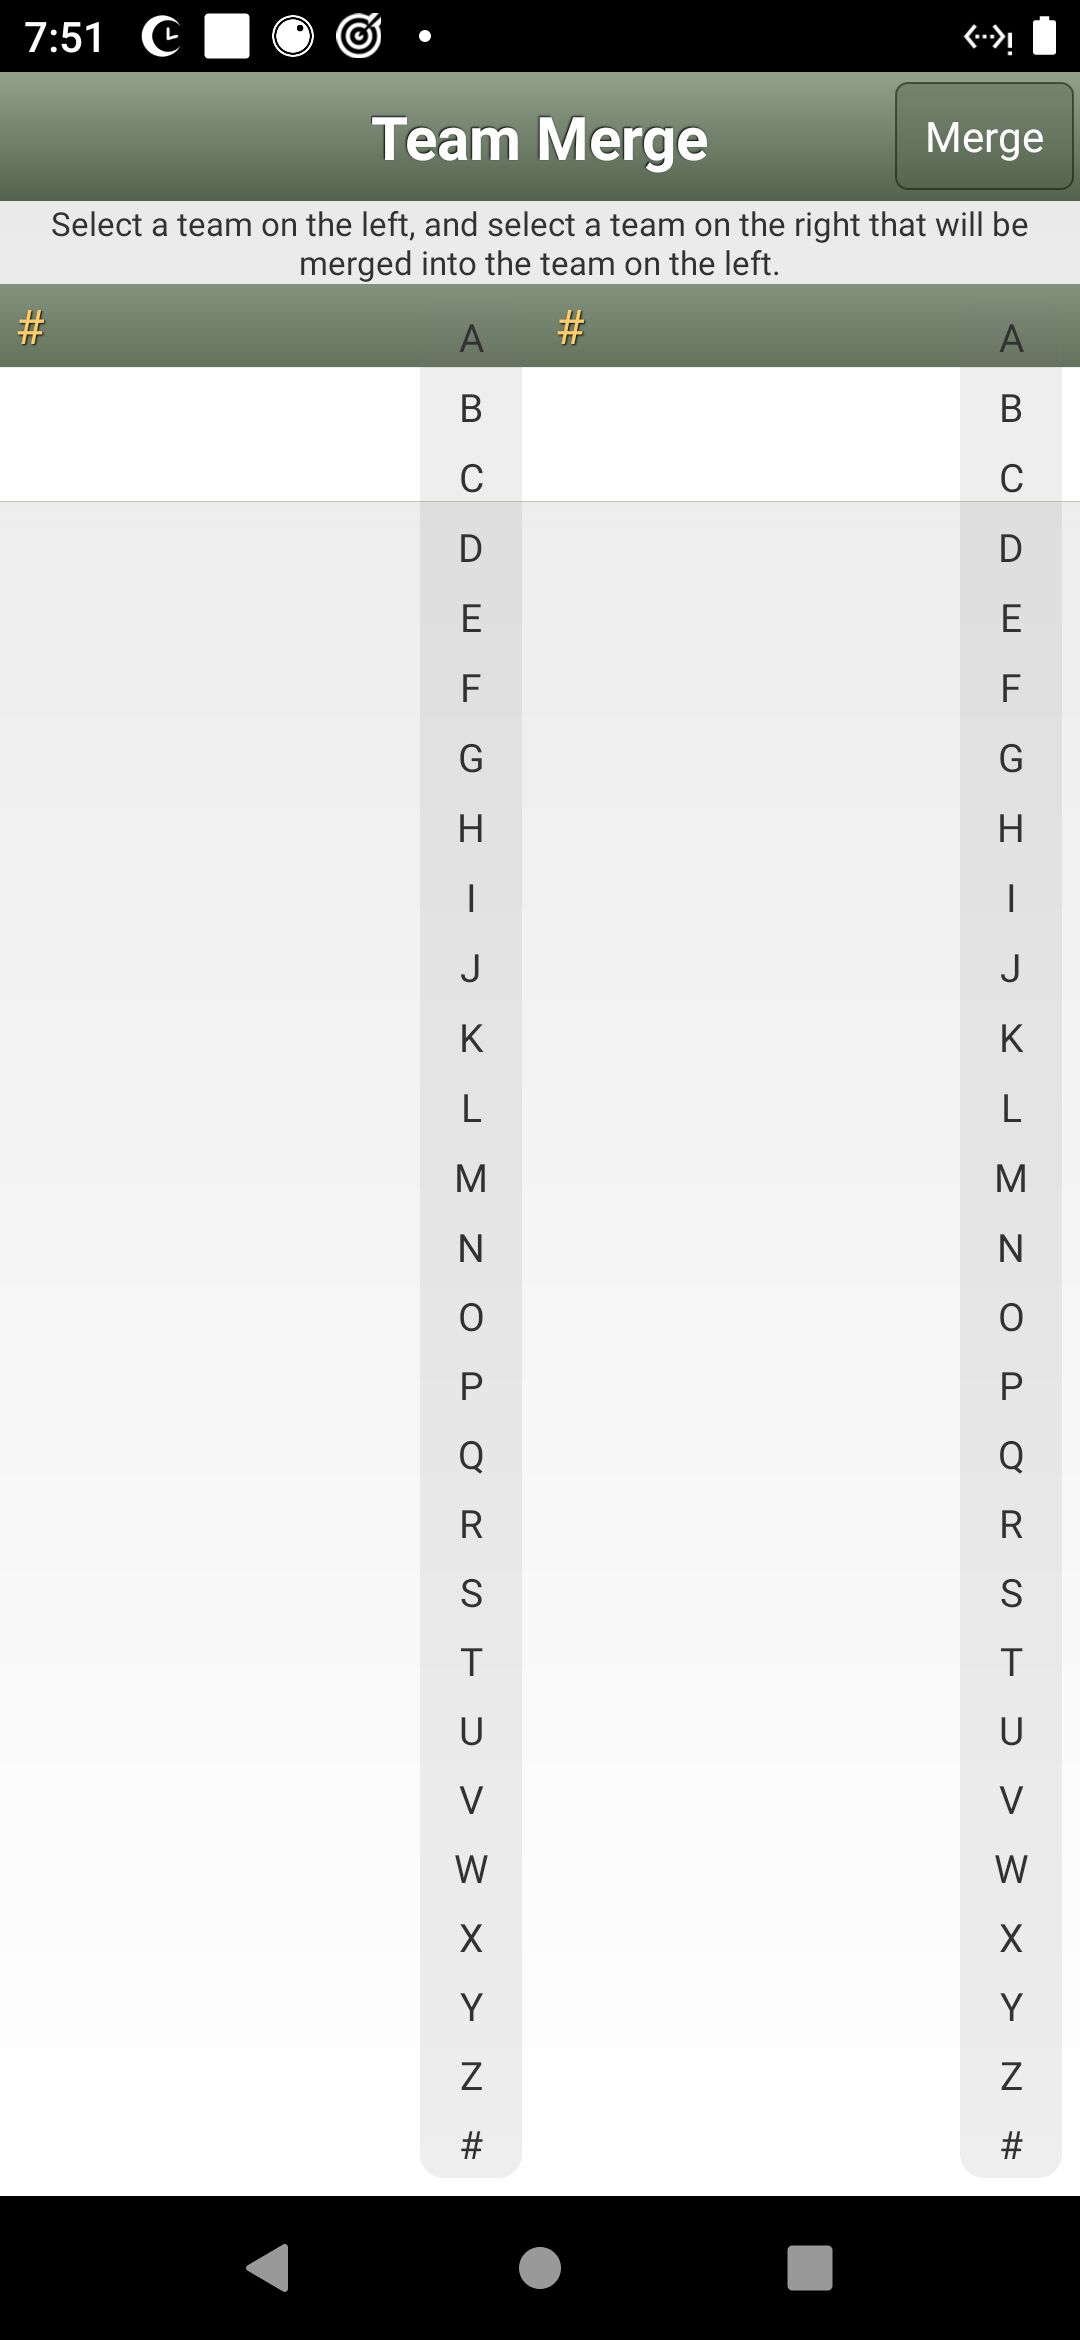 7:51
Team Merge
Merge
Select a team on the left, and select a team on the right that will be
merged into the team on the left.
# A # A
B B
C C
D D
E E
F F
G G
H H
I I
J J
K K
L L
M M
N N
O O
P P
Q Q
R R
S S
T T
U U
V V
W W
X X
Y Y
Z Z
# #